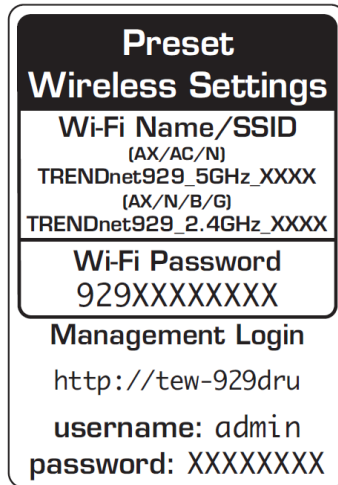 Preset
Wireless Settings
Wi-Fi Name/SSID
(AX/AC/N)
TRENDnet929_5GHz_XXXX
(AX/N/B/G)
TRENDnet929_2.4GHz_XXXX
Wi-Fi Password
929XXXXXXXX
Management Login
http://tew-929dru
username: admin
password: XXXXXXXX